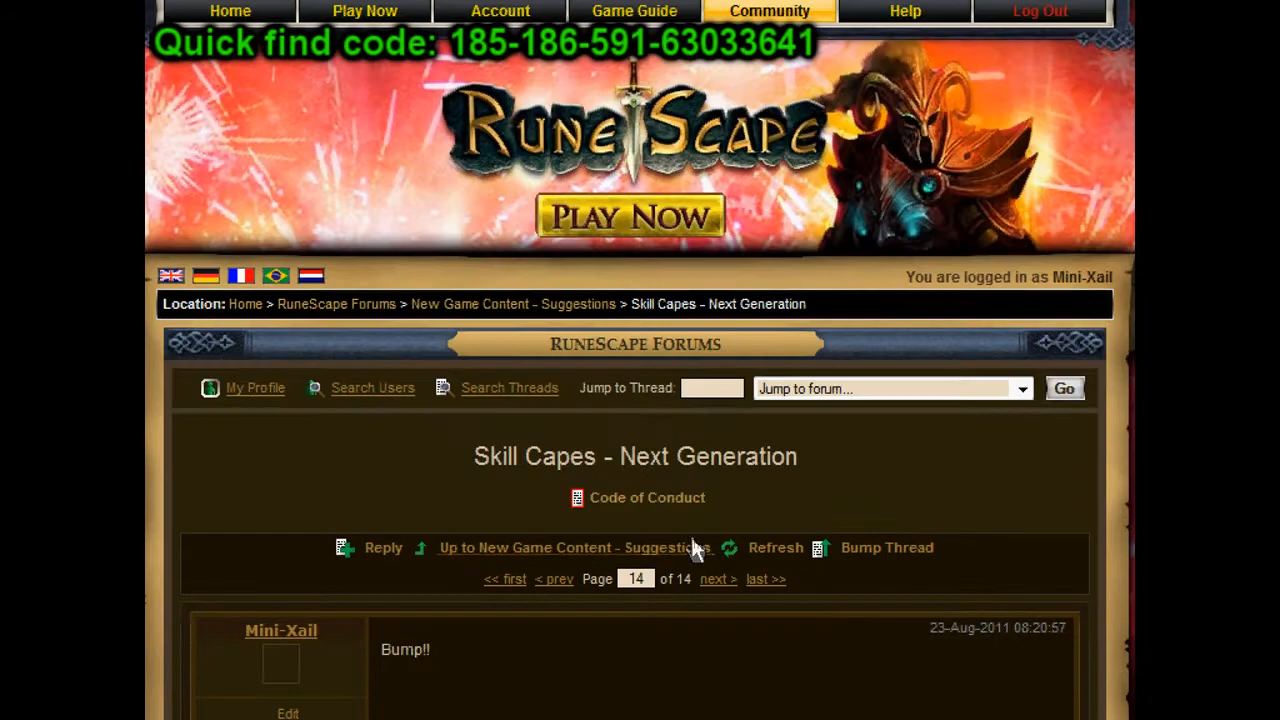 Home Play Now Account Game Guide Community Help Log Out
Quick find code: 185-186-591-63033641
RuneScape
Play Now
You are logged in as Mini-Xail
Location: Home > RuneScape Forums > New Game Content - Suggestions > Skill Capes - Next Generation
RuneScape Forums
My Profile Search Users Search Threads Jump to Thread: Jump to forum... Go
Skill Capes - Next Generation
Code of Conduct
Reply Up to New Game Content - Suggestions Refresh Bump Thread
<< first < prev Page 14 of 14 next > last >>
Mini-Xail 23-Aug-2011 08:20:57
Bump!!
Edit